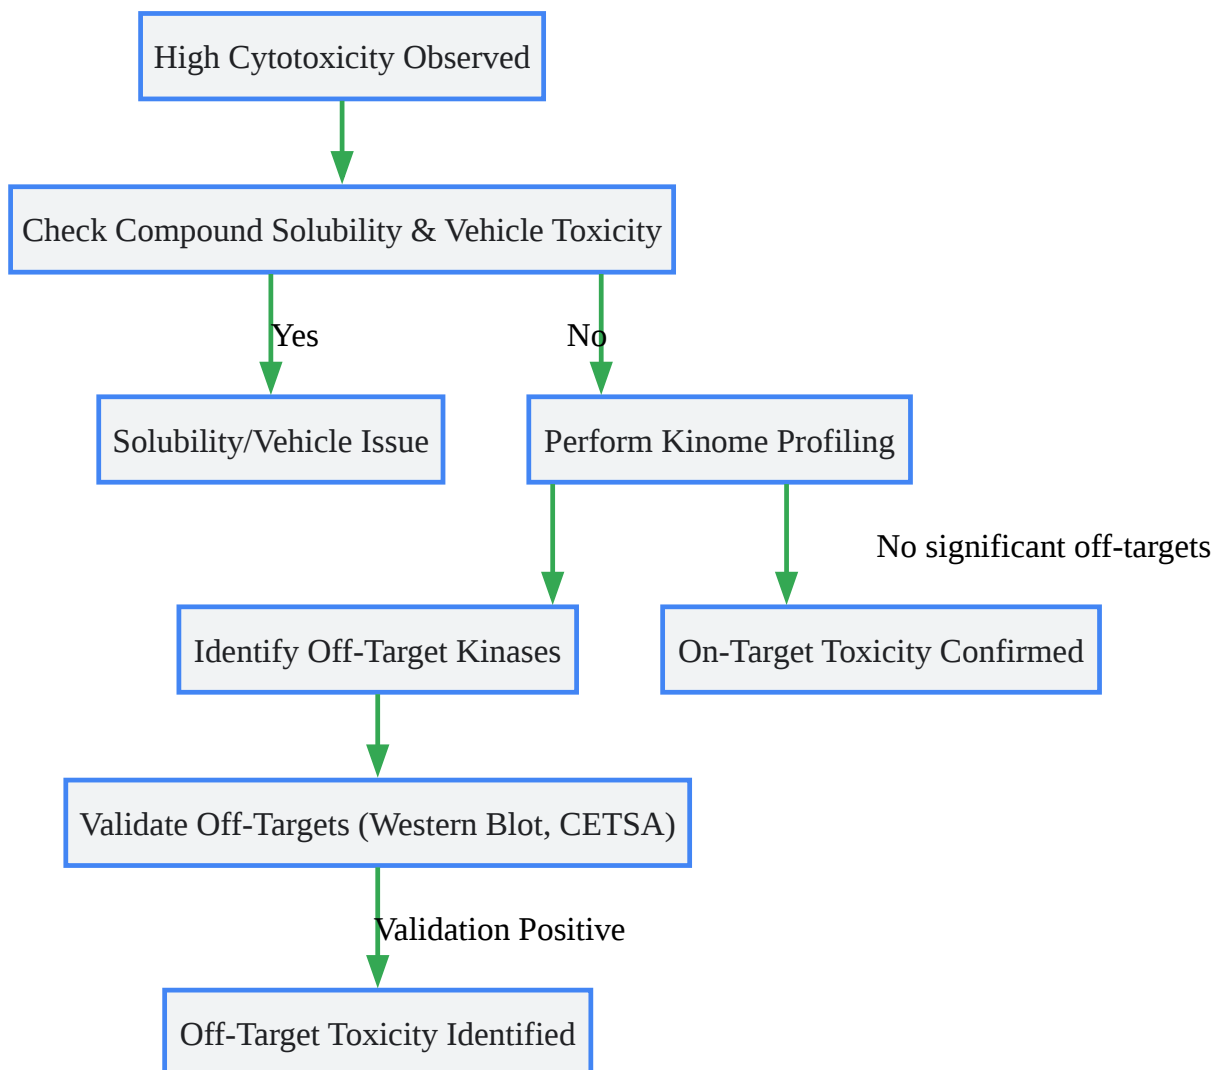 High Cytotoxicity Observed
Check Compound Solubility & Vehicle Toxicity
Yes
No
Solubility/Vehicle Issue
Perform Kinome Profiling
No significant off-targets
Identify Off-Target Kinases
On-Target Toxicity Confirmed
Validate Off-Targets (Western Blot, CETSA)
Validation Positive
Off-Target Toxicity Identified